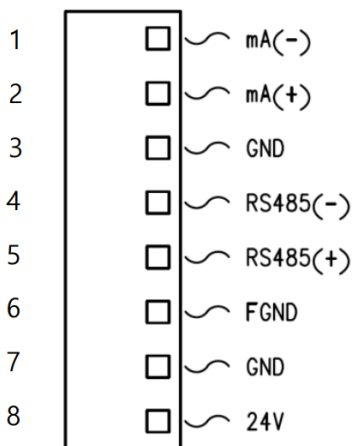 1 mA(-)
2 mA(+)
3 GND
4 RS485(-)
5 RS485(+)
6 FGND
7 GND
8 24V